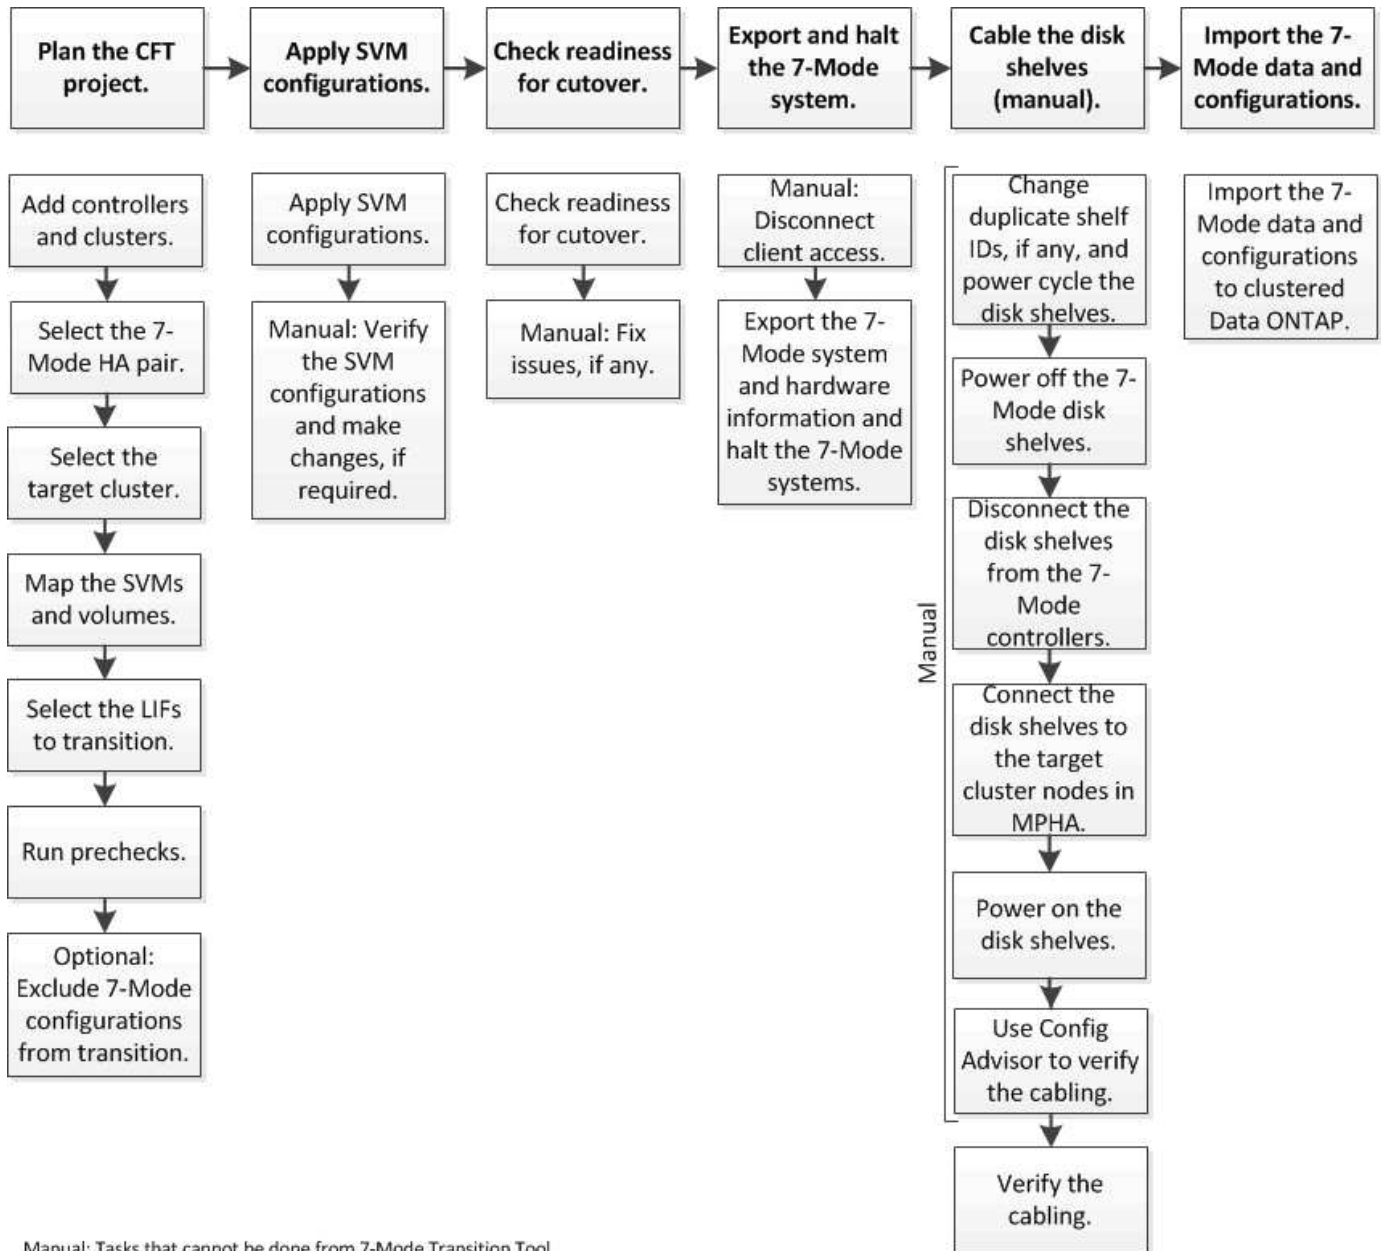 Plan the CFT
project.
Apply SVM
configurations.
Check readiness
for cutover.
Export and halt
the 7-Mode
system.
Cable the disk
shelves
(manual).
Import the 7-
Mode data and
configurations.
Add controllers
and clusters.
Select the 7-
Mode HA pair.
Select the
target cluster.
Map the SVMs
and volumes.
Select the LIFs
to transition.
Run prechecks.
Optional:
Exclude 7-Mode
configurations
from transition.
Apply SVM
configurations.
Manual: Verify
the SVM
configurations
and make
changes, if
required.
Check readiness
for cutover.
Manual: Fix
issues, if any.
Manual:
Disconnect
client access.
Export the 7-
Mode system
and hardware
information and
halt the 7-Mode
systems.
Manual
Change
duplicate shelf
IDs, if any, and
power cycle the
disk shelves.
Power off the 7-
Mode disk
shelves.
Disconnect the
disk shelves
from the 7-
Mode
controllers.
Connect the
disk shelves to
the target
cluster nodes in
MPHA.
Power on the
disk shelves.
Use Config
Advisor to verify
the cabling.
Verify the
cabling.
Import the 7-
Mode data and
configurations
to clustered
Data ONTAP.
Manual: Tasks that cannot be done from 7-Mode Transition Tool